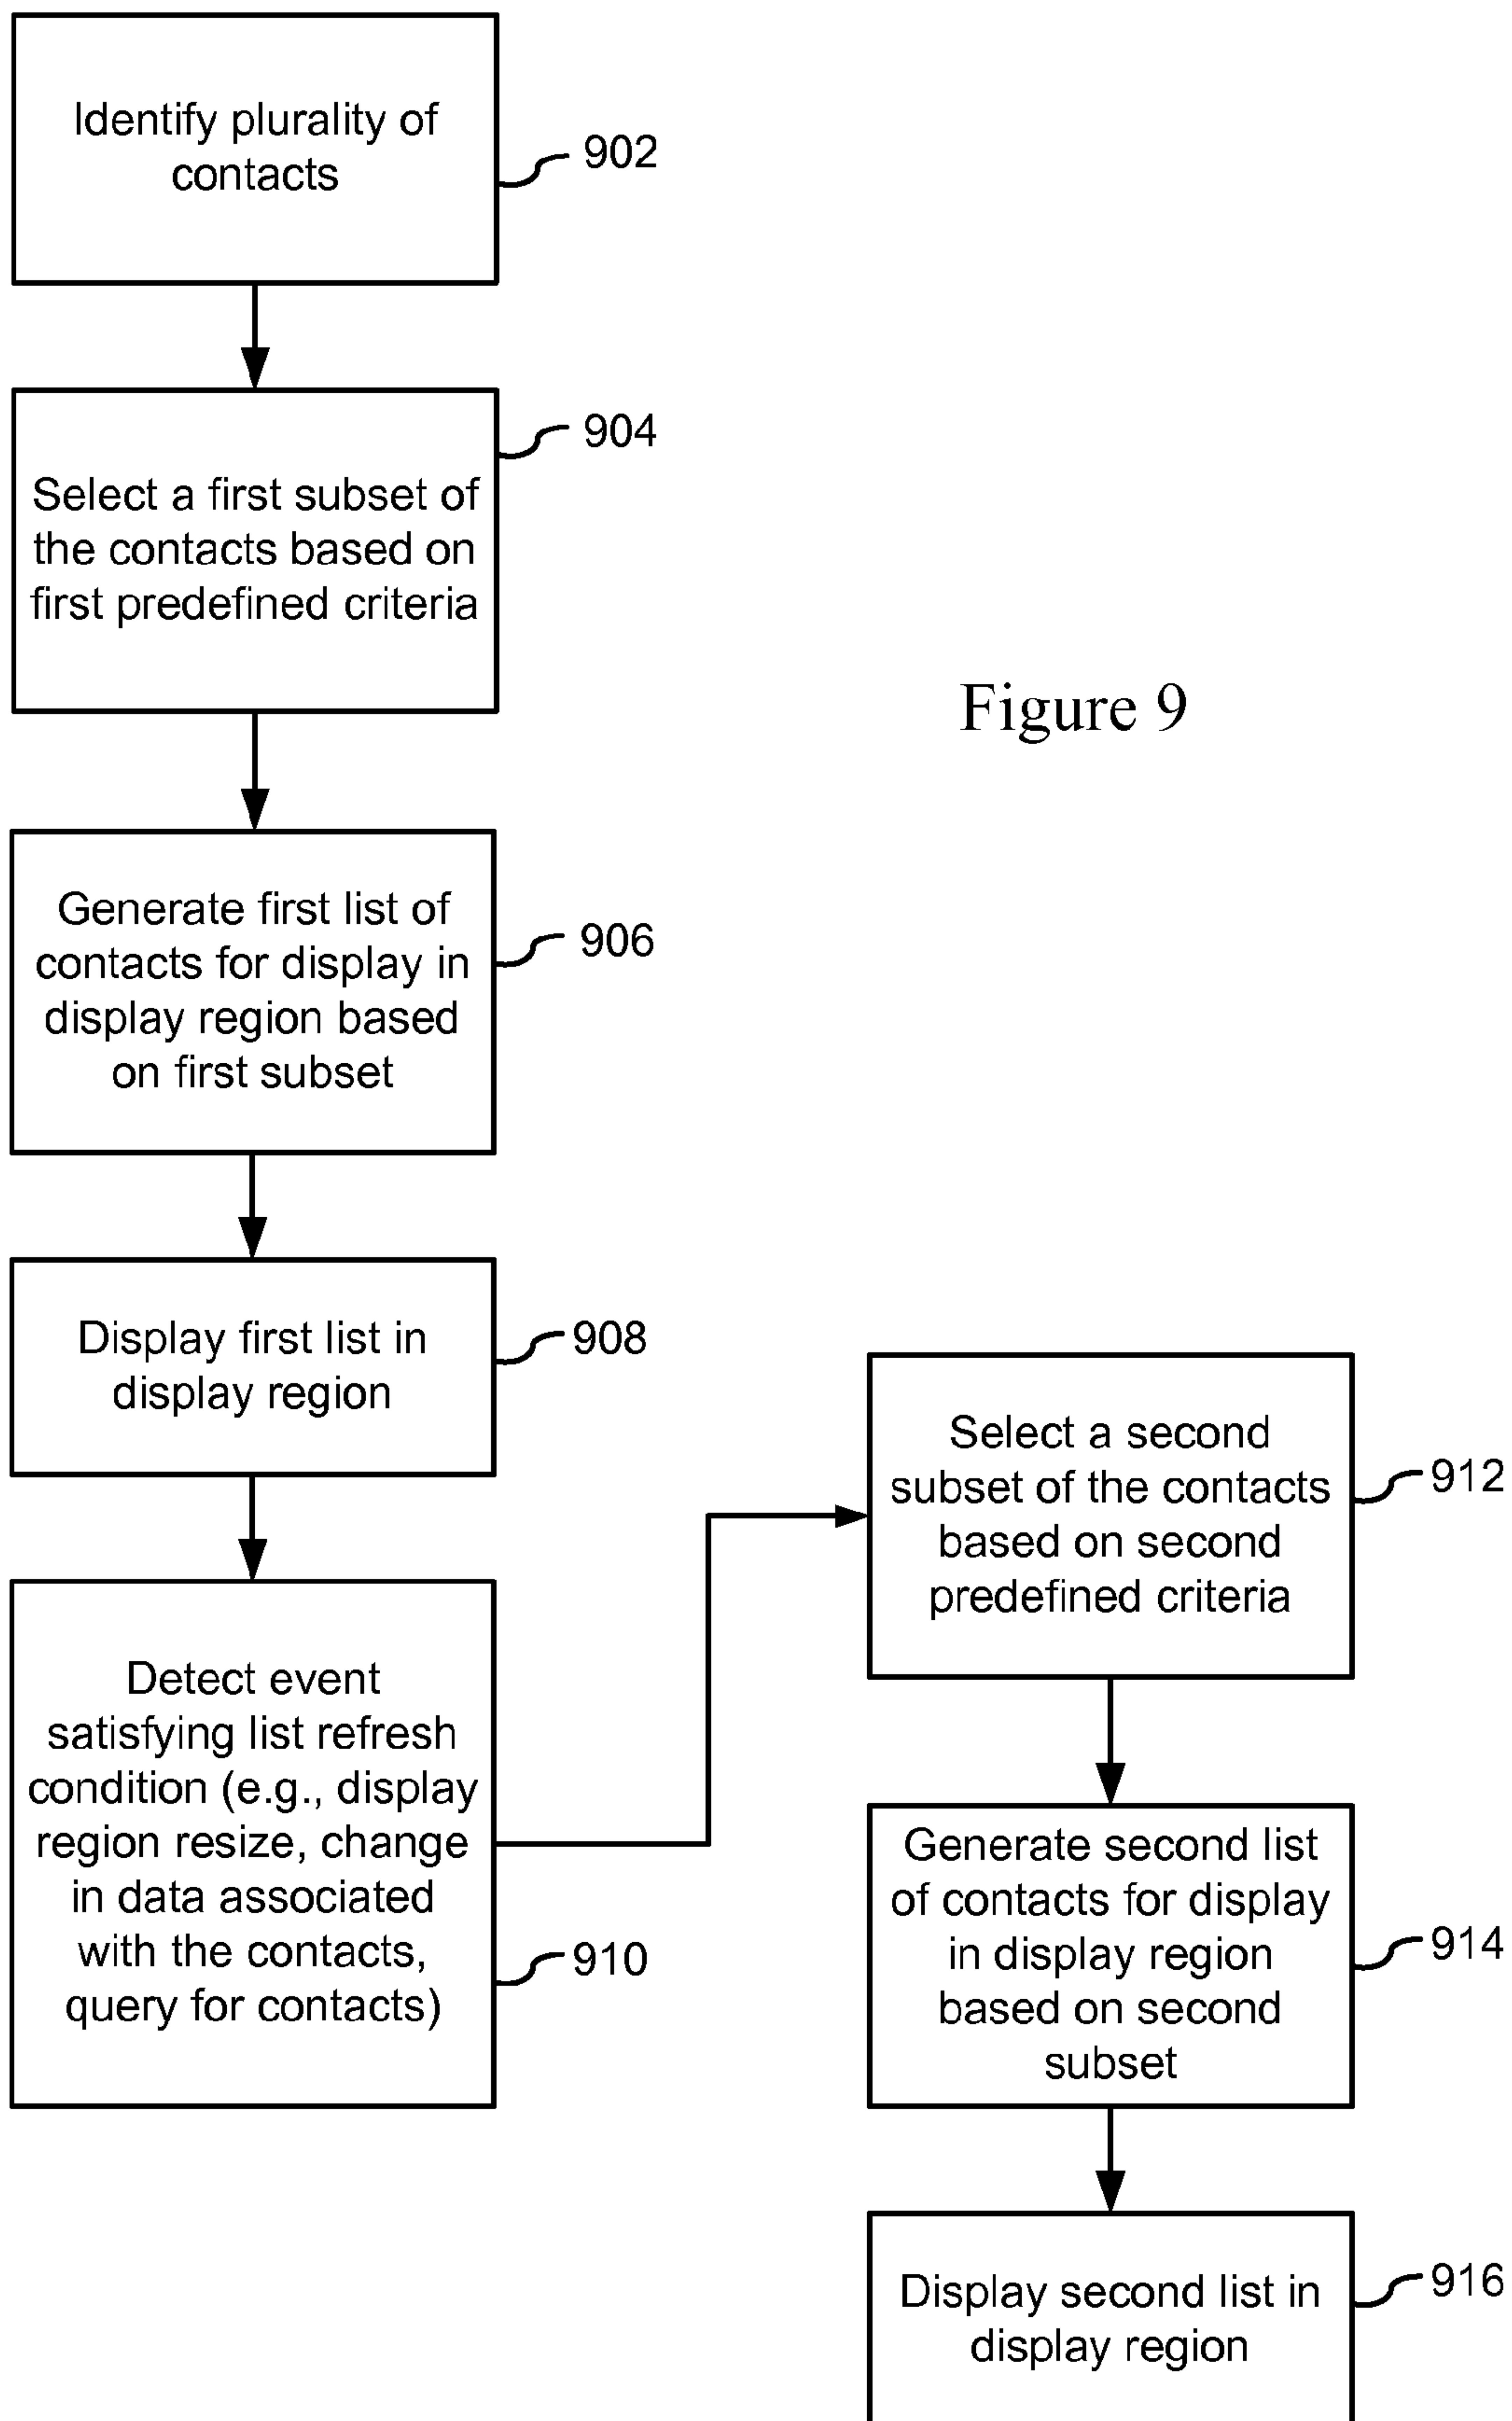 Identify plurality of
contacts
902
904
Select a first subset of
the contacts based on
first predefined criteria
Figure 9
Generate first list of
contacts for display in
display region based
on first subset
906
Display first list in
display region
908
Detect event
satisfying list refresh
condition (e.g., display
region resize, change
in data associated
with the contacts,
query for contacts)
910
Select a second
subset of the contacts
based on second
predefined criteria
912
Generate second list
of contacts for display
in display region
based on second
subset
914
Display second list in
display region
916